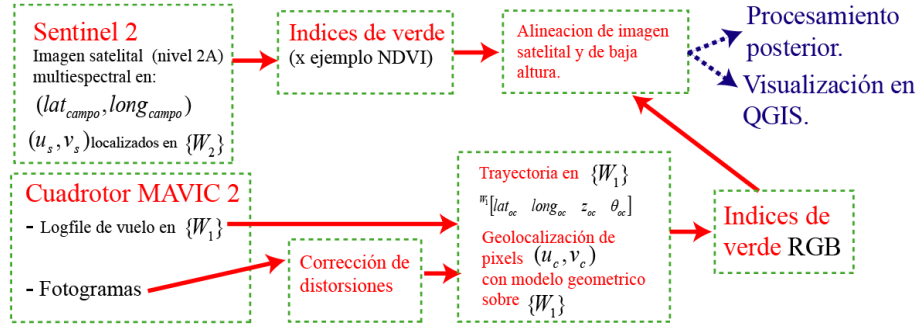 Sentinel 2
Imagen satelital (nivel 2A)
multiespectral en:
(lat_campo, long_campo)
(u_s, v_s) localizados en {W_2}
Indices de verde
(x ejemplo NDVI)
Alineacion de imagen
satelital y de baja
altura.
Procesamiento
posterior.
Visualización en
QGIS.
Cuadrotor MAVIC 2
- Logfile de vuelo en {W_1}
- Fotogramas
Corrección de
distorsiones
Trayectoria en {W_1}
^{W_1}[lat_oc long_oc z_oc θ_oc]
Geolocalización de
pixels (u_c, v_c)
con modelo geometrico
sobre {W_1}
Indices de
verde RGB